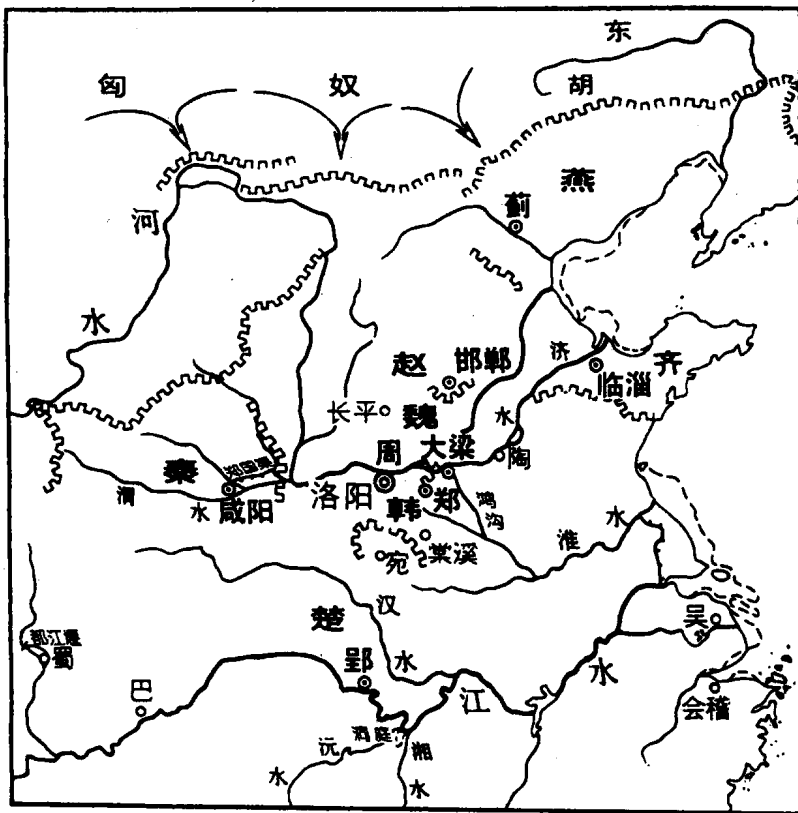 东
胡
匈 奴
燕
蓟
河
水
赵
邯郸
济
水
齐
临淄
长平
魏
大梁
陶
周
洛阳
秦
郑国渠
咸阳
渭
水
韩
郑
鸿
沟
棠溪
宛
淮
水
楚
汉
水
郢
都江堰
蜀
巴
江
水
吴
会稽
洞庭
沅
水
湘
水